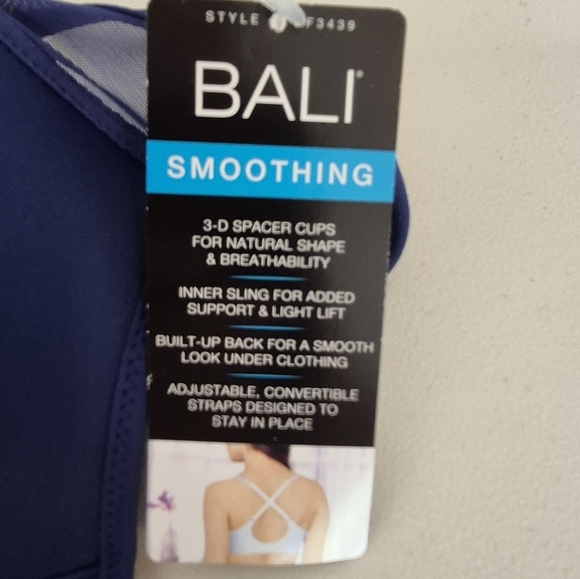 STYLE DF3439
BALI®
SMOOTHING
3-D SPACER CUPS
FOR NATURAL SHAPE
& BREATHABILITY
INNER SLING FOR ADDED
SUPPORT & LIGHT LIFT
BUILT-UP BACK FOR A SMOOTH
LOOK UNDER CLOTHING
ADJUSTABLE, CONVERTIBLE
STRAPS DESIGNED TO
STAY IN PLACE